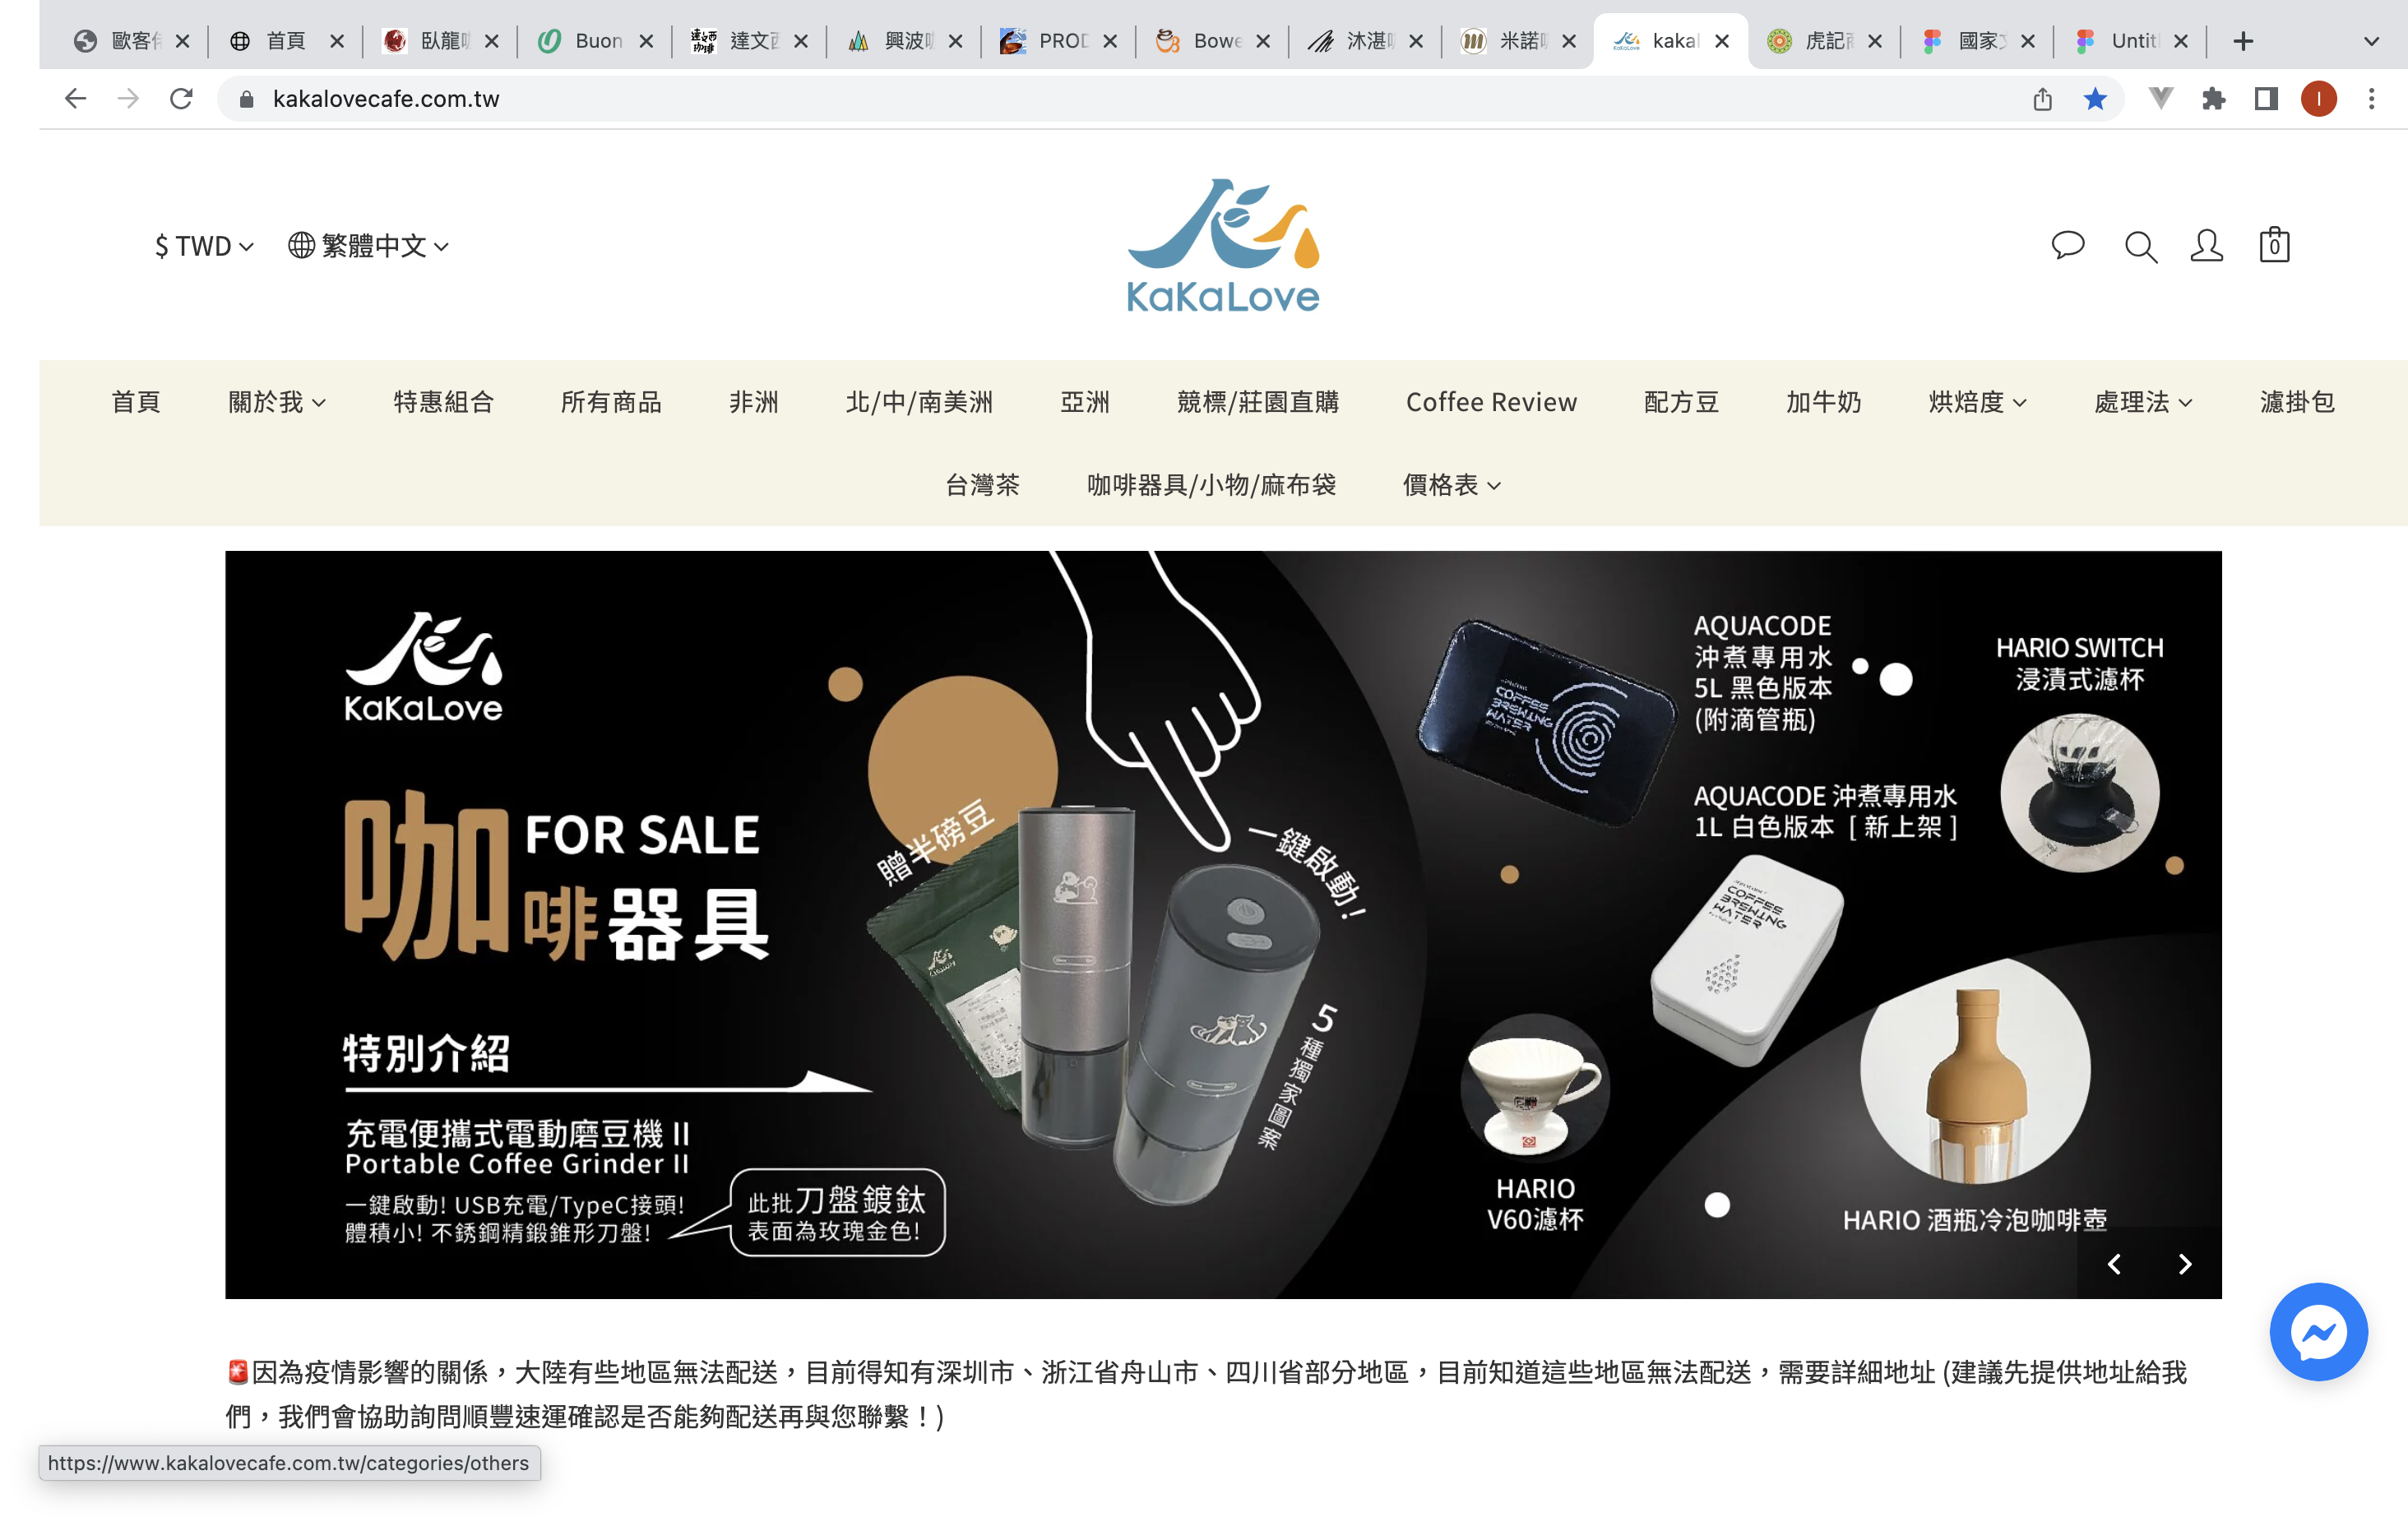 歐客
首頁
臥龍
Buon
達文西
興波
PROD
Bowe
沐湛
米諾
kakal
虎記
國家
Untit
kakalovecafe.com.tw
I
$ TWD
繁體中文
KaKaLove
0
首頁 關於我 特惠組合 所有商品 非洲 北/中/南美洲 亞洲 競標/莊園直購 Coffee Review 配方豆 加牛奶 烘焙度 處理法 濾掛包
台灣茶 咖啡器具/小物/麻布袋 價格表
KaKaLove
咖啡器具
FOR SALE
特別介紹
充電便攜式電動磨豆機 II
Portable Coffee Grinder II
一鍵啟動! USB充電/TypeC接頭!
體積小! 不銹鋼精鍛錐形刀盤!
此批刀盤鍍鈦
表面為玫瑰金色!
贈半磅豆
一鍵啟動!
5種獨家圖案
COFFEE
BREWING
WATER
AQUACODE
沖煮專用水
5L 黑色版本
(附滴管瓶)
HARIO SWITCH
浸漬式濾杯
AQUACODE 沖煮專用水
1L 白色版本 [ 新上架 ]
COFFEE
BREWING
WATER
HARIO
V60濾杯
HARIO 酒瓶冷泡咖啡壺
🚨因為疫情影響的關係，大陸有些地區無法配送，目前得知有深圳市、浙江省舟山市、四川省部分地區，目前知道這些地區無法配送，需要詳細地址 (建議先提供地址給我
們，我們會協助詢問順豐速運確認是否能夠配送再與您聯繫！)
https://www.kakalovecafe.com.tw/categories/others